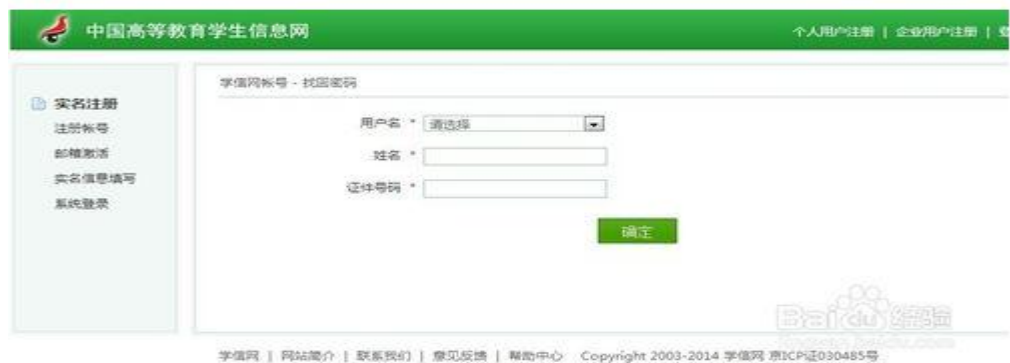 中国高等教育学生信息网
个人用户注册 | 企业用户注册 |
学信网帐号 - 找回密码
实名注册
注册帐号
邮箱激活
实名信息填写
系统登录
用户名 * 请选择
姓名 *
证件号码 *
确定
Baidu 经验
jingyan.baidu.com
学信网 | 网站简介 | 联系我们 | 意见反馈 | 帮助中心 Copyright 2003-2014 学信网 京ICP证030485号